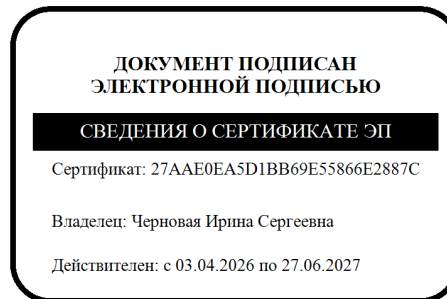 ДОКУМЕНТ ПОДПИСАН
ЭЛЕКТРОННОЙ ПОДПИСЬЮ
СВЕДЕНИЯ О СЕРТИФИКАТЕ ЭП
Сертификат: 27AAE0EA5D1BB69E55866E2887C
Владелец: Черновая Ирина Сергеевна
Действителен: с 03.04.2026 по 27.06.2027